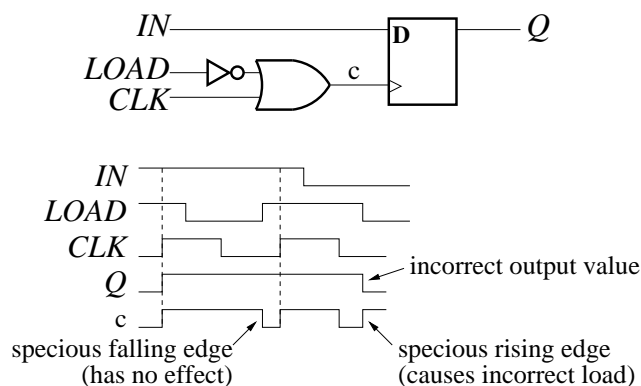 IN
D
Q
LOAD
c
CLK
IN
LOAD
CLK
Q
incorrect output value
c
specious falling edge
(has no effect)
specious rising edge
(causes incorrect load)